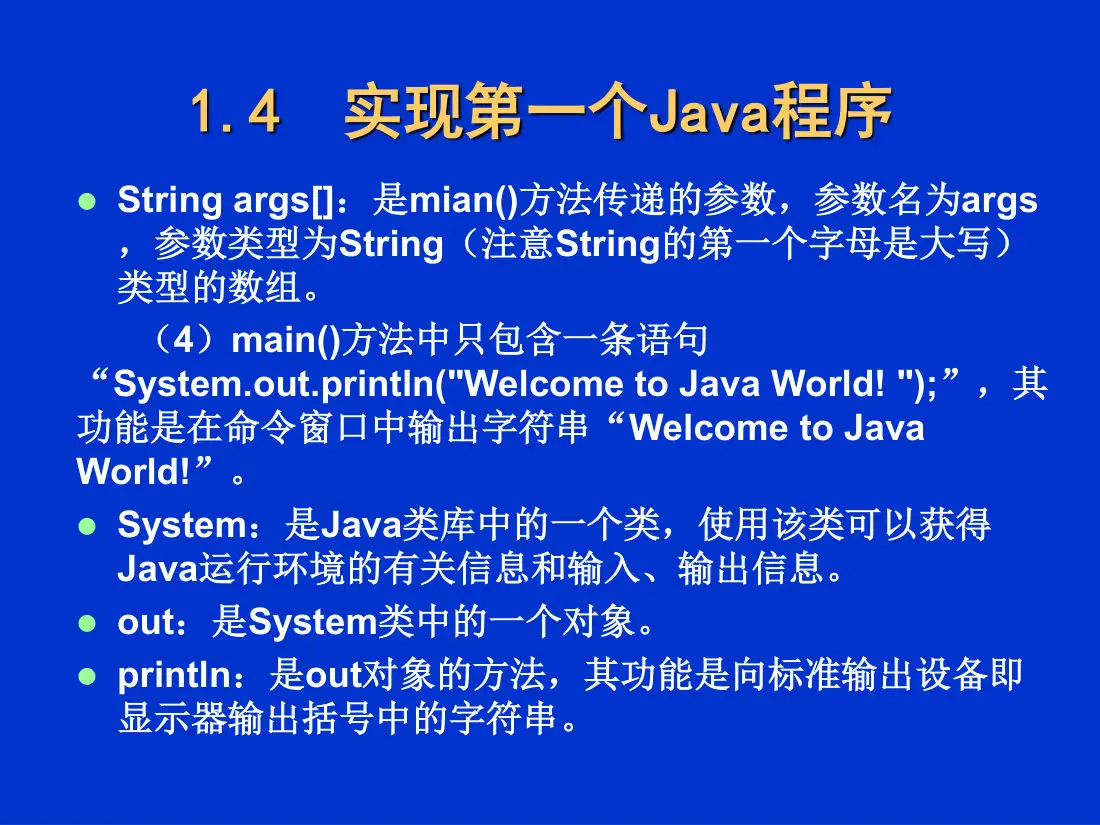 1.4 实现第一个Java程序
String args[]：是mian()方法传递的参数，参数名为args
，参数类型为String（注意String的第一个字母是大写）
类型的数组。
（4）main()方法中只包含一条语句
“System.out.println("Welcome to Java World! ");”，其
功能是在命令窗口中输出字符串“Welcome to Java
World!”。
System：是Java类库中的一个类，使用该类可以获得
Java运行环境的有关信息和输入、输出信息。
out：是System类中的一个对象。
println：是out对象的方法，其功能是向标准输出设备即
显示器输出括号中的字符串。